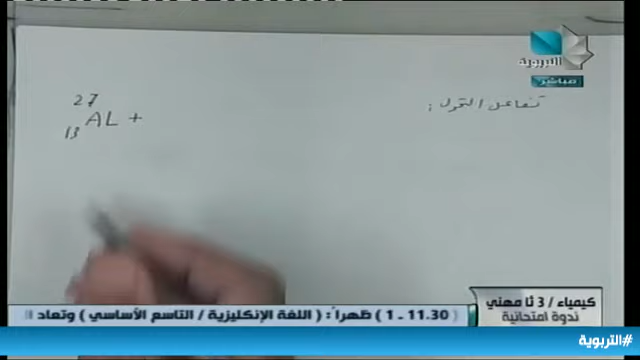 التربوية
مباشر
تفاعل التحول :
27
13 AL +
كيمياء / 3 ثا مهني
ندوة امتحانية
( 11.30 - 1 ) ظهراً : ( اللغة الإنكليزية / التاسع الأساسي ) وتعاد ال
#التربوية